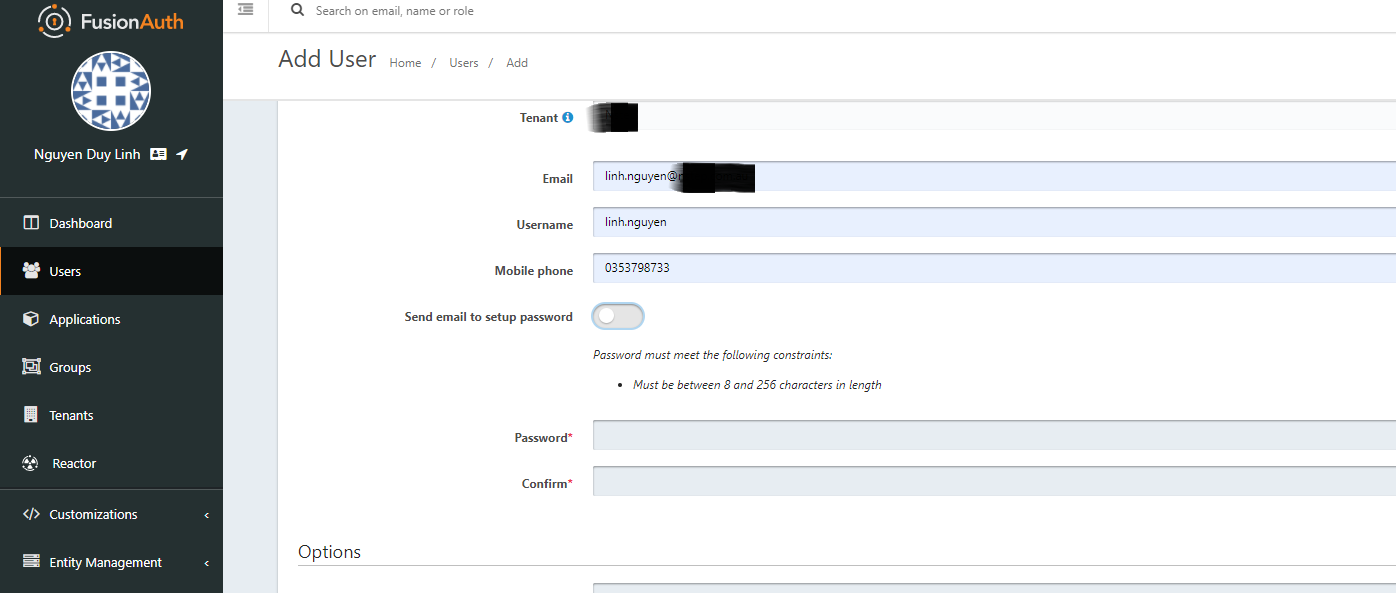 FusionAuth
Search on email, name or role
Add User Home / Users / Add
Nguyen Duy Linh
Dashboard
Users
Applications
Groups
Tenants
Reactor
Customizations
Entity Management
Tenant
Email linh.nguyen@
Username linh.nguyen
Mobile phone 0353798733
Send email to setup password
Password must meet the following constraints:
• Must be between 8 and 256 characters in length
Password*
Confirm*
Options